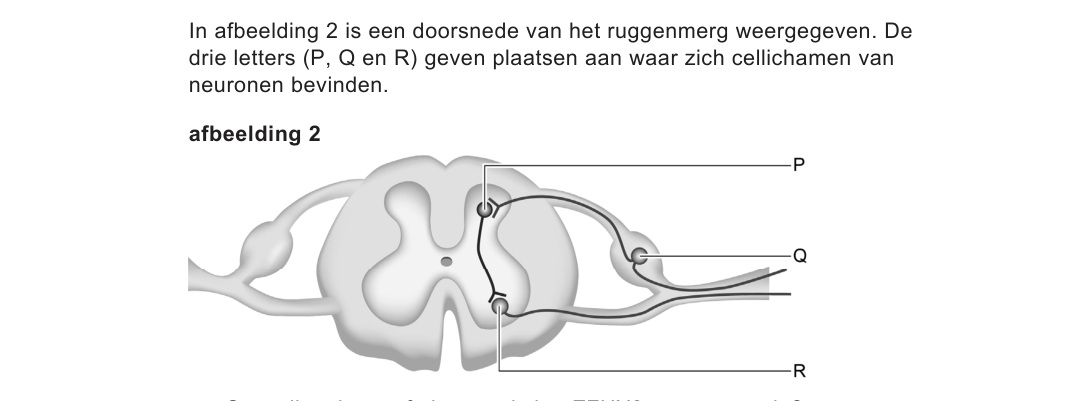 In afbeelding 2 is een doorsnede van het ruggenmerg weergegeven. De
drie letters (P, Q en R) geven plaatsen aan waar zich cellichamen van
neuronen bevinden.
afbeelding 2
P
Q
R